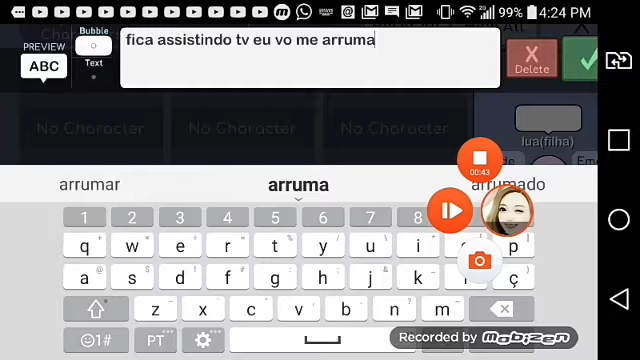 99% 4:24 PM
Bubble
PREVIEW
ABC
Text
fica assistindo tv eu vo me arruma
Delete
No Character
No Character
No Character
lua(filha)
arrumar arruma arrumado
00:43
1 2 3 4 5 6 7 8
q w e r t y u i p
a s d f g h j k ç
z x c v b n m
☺1# PT
Recorded by mobizen